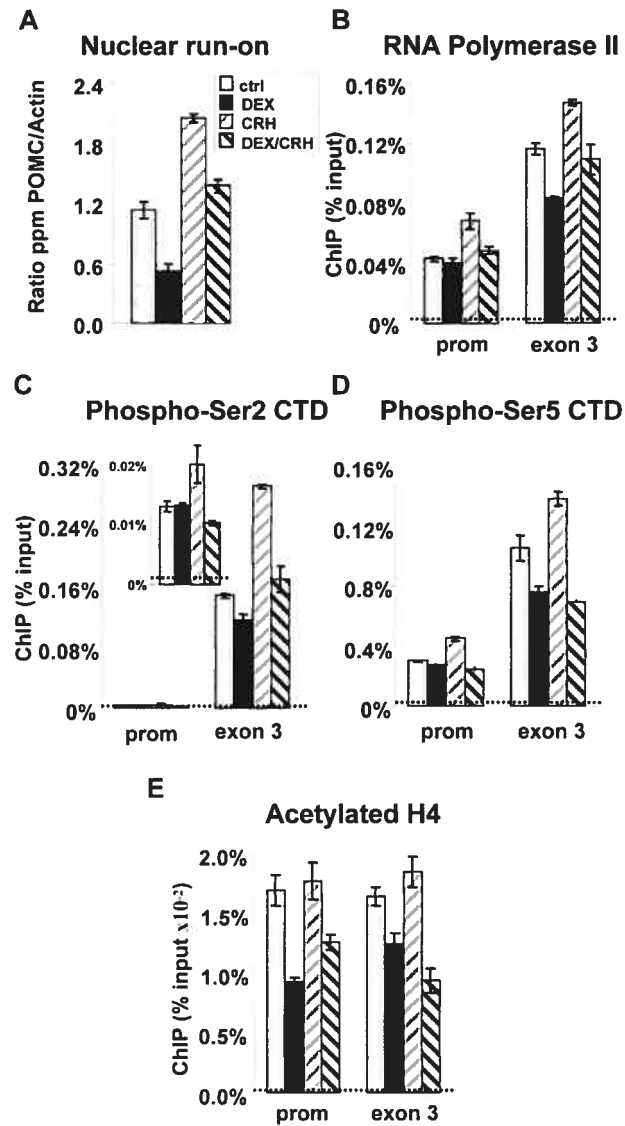 A
Nuclear run-on
Ratio ppm POMC/Actin
2.4
1.8
1.2
0.6
0.0
ctrl
DEX
CRH
DEX/CRH
B
RNA Polymerase II
ChIP (% input)
0.16%
0.12%
0.08%
0.04%
0%
prom
exon 3
C
Phospho-Ser2 CTD
ChIP (% input)
0.32%
0.24%
0.16%
0.08%
0%
0.02%
0.01%
0%
prom
exon 3
D
Phospho-Ser5 CTD
0.16%
0.12%
0.8%
0.4%
0%
prom
exon 3
E
Acetylated H4
ChIP (% input x10-2)
2.0%
1.5%
1.0%
0.5%
0.0%
prom
exon 3